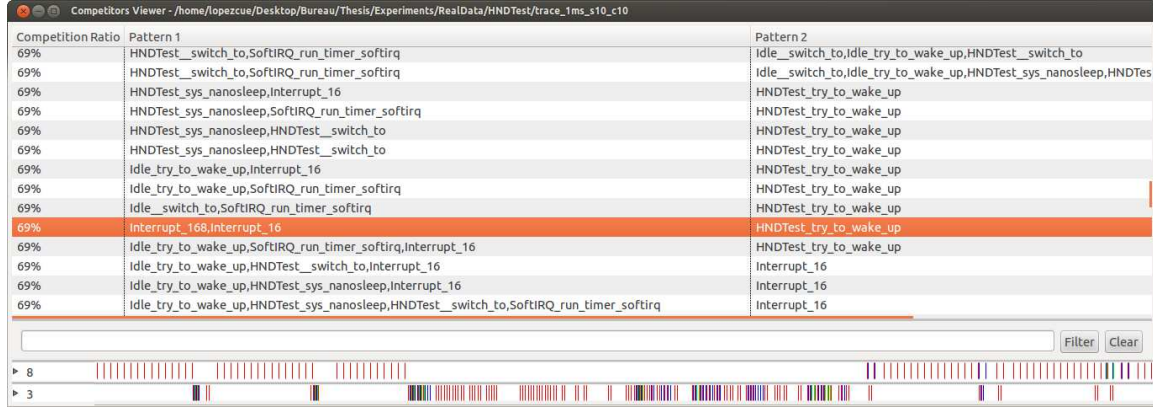 Competitors Viewer - /home/lopezcue/Desktop/Bureau/Thesis/Experiments/RealData/HNDTest/trace_1ms_s10_c10
Competition Ratio Pattern 1 Pattern 2
69% HNDTest__switch_to,SoftIRQ_run_timer_softirq Idle__switch_to,Idle_try_to_wake_up,HNDTest__switch_to
69% HNDTest__switch_to,SoftIRQ_run_timer_softirq Idle__switch_to,Idle_try_to_wake_up,HNDTest_sys_nanosleep,HNDTes
69% HNDTest_sys_nanosleep,Interrupt_16 HNDTest_try_to_wake_up
69% HNDTest_sys_nanosleep,SoftIRQ_run_timer_softirq HNDTest_try_to_wake_up
69% HNDTest_sys_nanosleep,HNDTest__switch_to HNDTest_try_to_wake_up
69% HNDTest_sys_nanosleep,HNDTest__switch_to HNDTest_try_to_wake_up
69% Idle_try_to_wake_up,Interrupt_16 HNDTest_try_to_wake_up
69% Idle_try_to_wake_up,SoftIRQ_run_timer_softirq HNDTest_try_to_wake_up
69% Idle__switch_to,SoftIRQ_run_timer_softirq HNDTest_try_to_wake_up
69% Interrupt_168,Interrupt_16 HNDTest_try_to_wake_up
69% Idle_try_to_wake_up,SoftIRQ_run_timer_softirq,Interrupt_16 HNDTest_try_to_wake_up
69% Idle_try_to_wake_up,HNDTest__switch_to,Interrupt_16 Interrupt_16
69% Idle_try_to_wake_up,HNDTest_sys_nanosleep,Interrupt_16 Interrupt_16
69% Idle_try_to_wake_up,HNDTest_sys_nanosleep,HNDTest__switch_to,SoftIRQ_run_timer_softirq Interrupt_16
Filter Clear
8
3